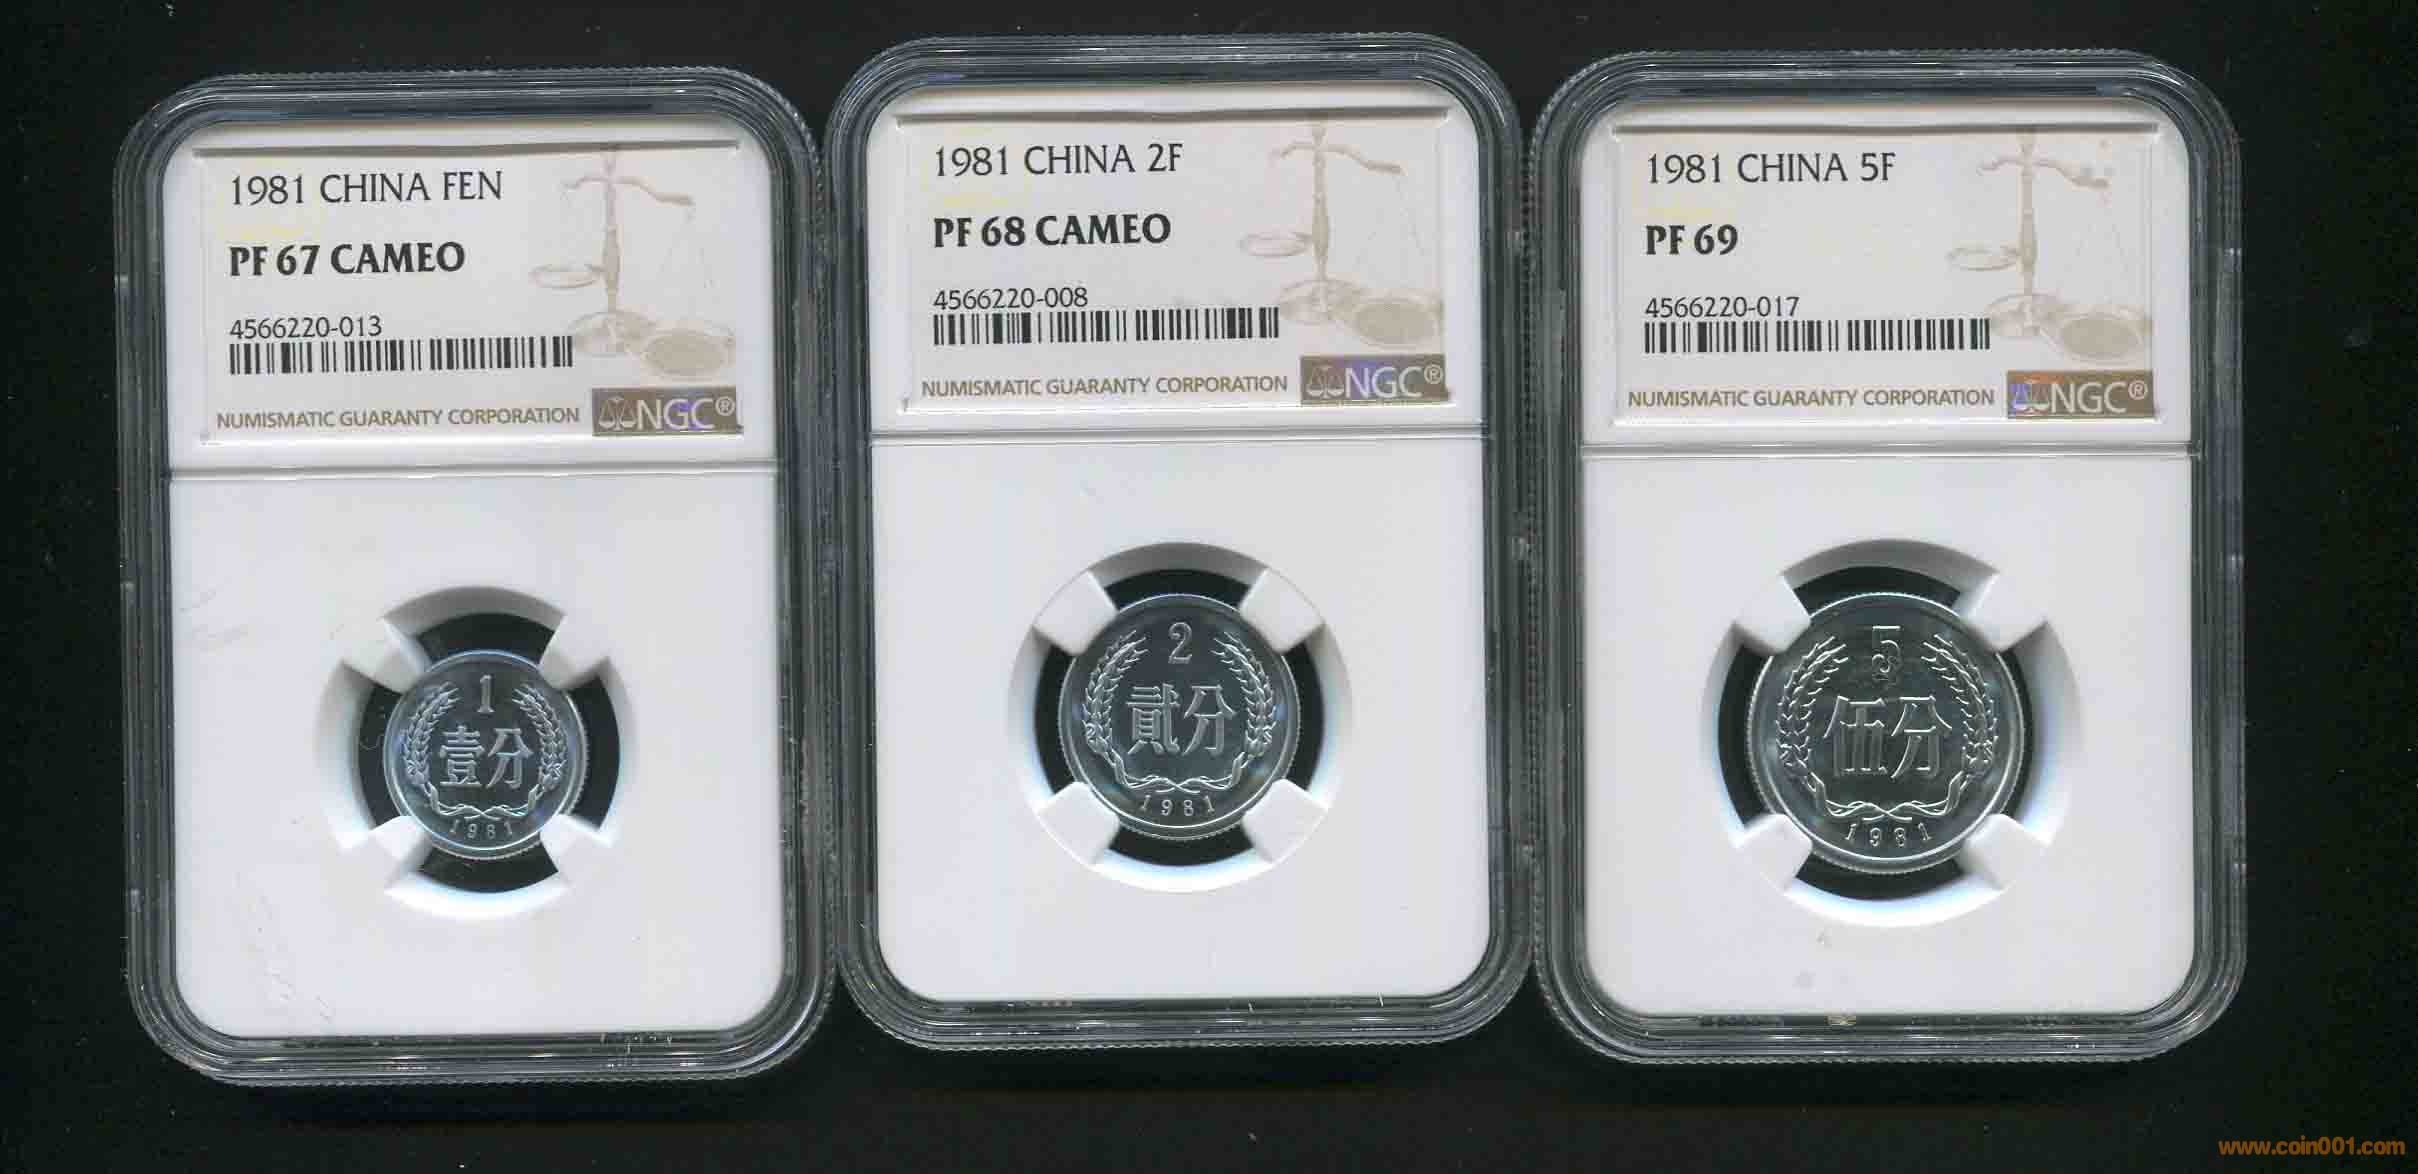 1981 CHINA FEN
PF 67 CAMEO
4566220-013
NUMISMATIC GUARANTY CORPORATION
NGC®
1
壹分
1981
1981 CHINA 2F
PF 68 CAMEO
4566220-008
NUMISMATIC GUARANTY CORPORATION
NGC®
2
貳分
1981
1981 CHINA 5F
PF 69
4566220-017
NUMISMATIC GUARANTY CORPORATION
NGC®
5
伍分
1981
www.coin001.com